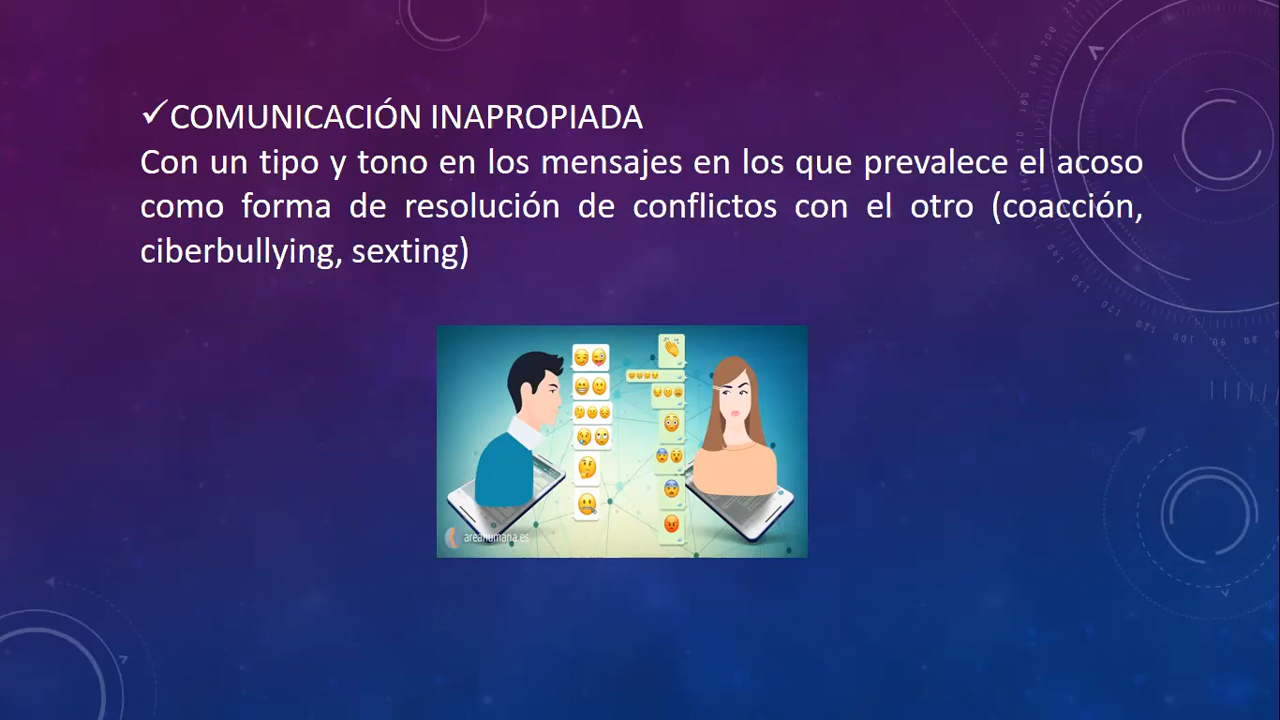 ✓COMUNICACIÓN INAPROPIADA
Con un tipo y tono en los mensajes en los que prevalece el acoso
como forma de resolución de conflictos con el otro (coacción,
ciberbullying, sexting)
areahumana.es